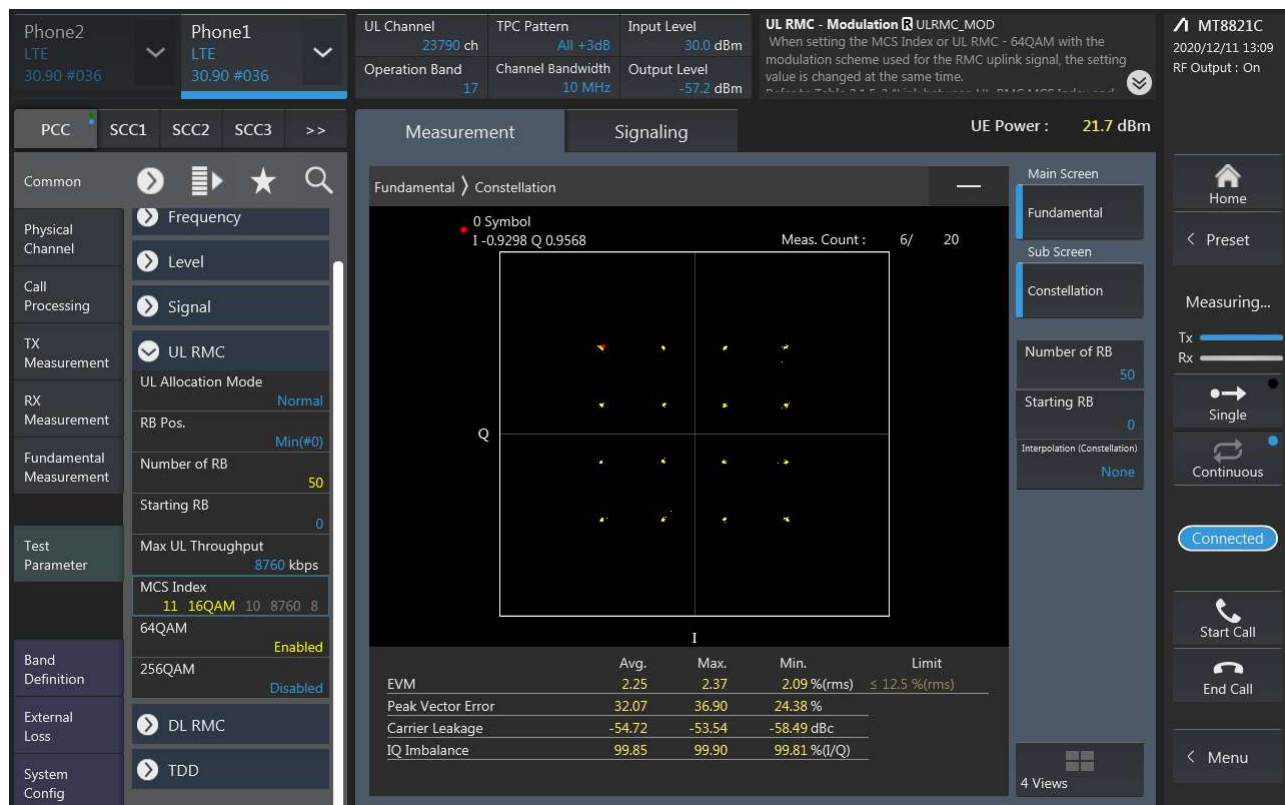 Phone2
LTE
30.90 #036
Phone1
LTE
30.90 #036
UL Channel
23790 ch
TPC Pattern
All +3dB
Input Level
30.0 dBm
Operation Band
17
Channel Bandwidth
10 MHz
Output Level
-57.2 dBm
UL RMC - Modulation R ULRMC_MOD
When setting the MCS Index or UL RMC - 64QAM with the
modulation scheme used for the RMC uplink signal, the setting
value is changed at the same time.
MT8821C
2020/12/11 13:09
RF Output : On
PCC SCC1 SCC2 SCC3 >>
Measurement Signaling
UE Power : 21.7 dBm
Common
Physical
Channel
Call
Processing
TX
Measurement
RX
Measurement
Fundamental
Measurement
Test
Parameter
Band
Definition
External
Loss
System
Config
Frequency
Level
Signal
UL RMC
UL Allocation Mode
Normal
RB Pos.
Min(#0)
Number of RB
50
Starting RB
0
Max UL Throughput
8760 kbps
MCS Index
11 16QAM 10 8760 8
64QAM
Enabled
256QAM
Disabled
DL RMC
TDD
Fundamental 〉 Constellation
0 Symbol
I -0.9298 Q 0.9568
Meas. Count : 6/ 20
Q
I
Avg. Max. Min. Limit
EVM 2.25 2.37 2.09 %(rms) ≤ 12.5 %(rms)
Peak Vector Error 32.07 36.90 24.38 %
Carrier Leakage -54.72 -53.54 -58.49 dBc
IQ Imbalance 99.85 99.90 99.81 %(I/Q)
Main Screen
Fundamental
Sub Screen
Constellation
Number of RB
50
Starting RB
0
Interpolation (Constellation)
None
4 Views
Home
< Preset
Measuring...
Tx
Rx
Single
Continuous
Connected
Start Call
End Call
< Menu